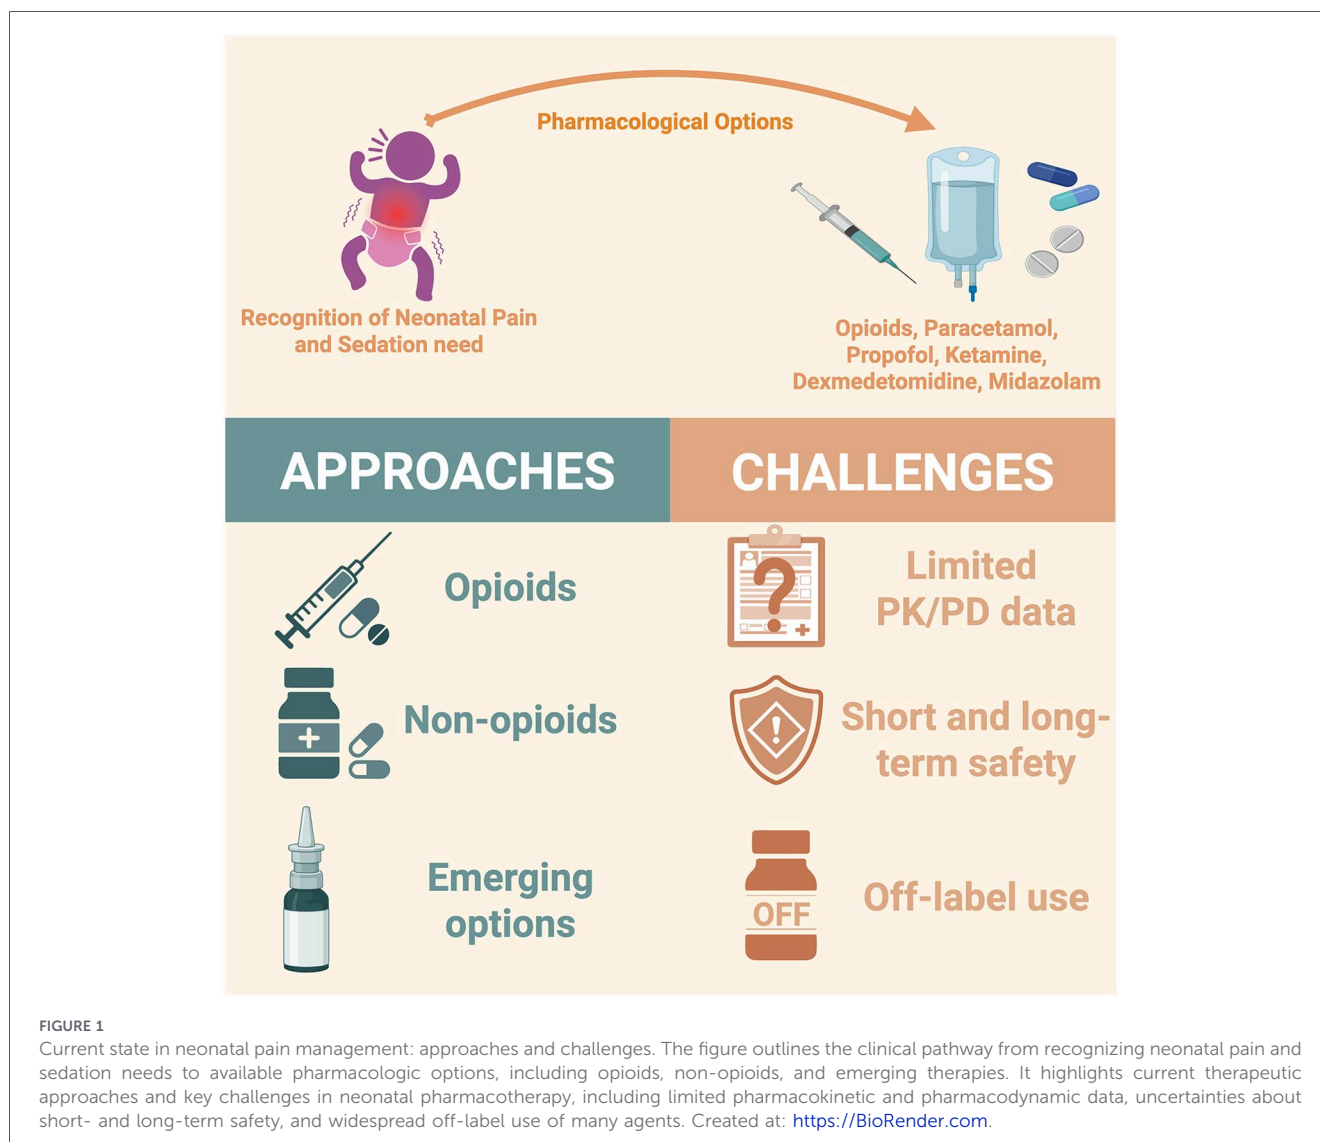 Pharmacological Options
Recognition of Neonatal Pain
and Sedation need
Opioids, Paracetamol,
Propofol, Ketamine,
Dexmedetomidine, Midazolam
APPROACHES
CHALLENGES
Opioids
Limited
PK/PD data
Non-opioids
Short and long-
term safety
Emerging
options
OFF
Off-label use
FIGURE 1
Current state in neonatal pain management: approaches and challenges. The figure outlines the clinical pathway from recognizing neonatal pain and
sedation needs to available pharmacologic options, including opioids, non-opioids, and emerging therapies. It highlights current therapeutic
approaches and key challenges in neonatal pharmacotherapy, including limited pharmacokinetic and pharmacodynamic data, uncertainties about
short- and long-term safety, and widespread off-label use of many agents. Created at: https://BioRender.com.